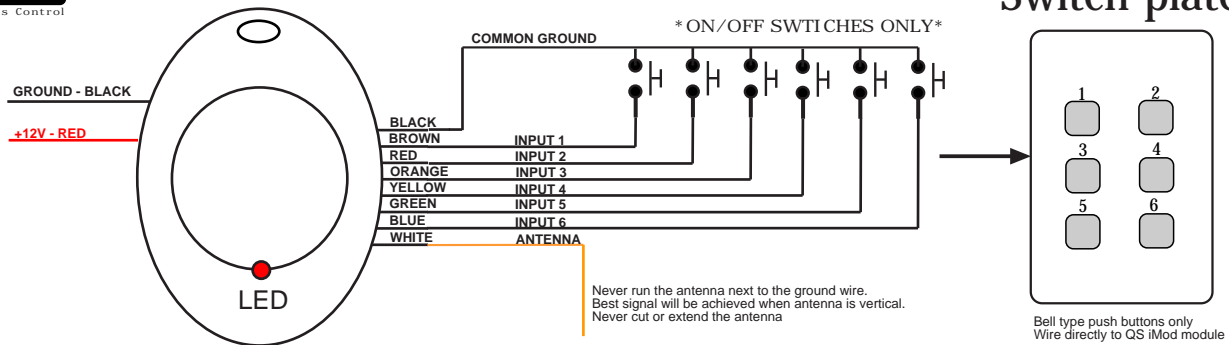 s Control
Switch plate
*ON/OFF SWTICHES ONLY*
COMMON GROUND
GROUND - BLACK
+12V - RED
BLACK
BROWN INPUT 1
RED INPUT 2
ORANGE INPUT 3
YELLOW INPUT 4
GREEN INPUT 5
BLUE INPUT 6
WHITE ANTENNA
LED
Never run the antenna next to the ground wire.
Best signal will be achieved when antenna is vertical.
Never cut or extend the antenna
1 2
3 4
5 6
Bell type push buttons only
Wire directly to QS iMod module